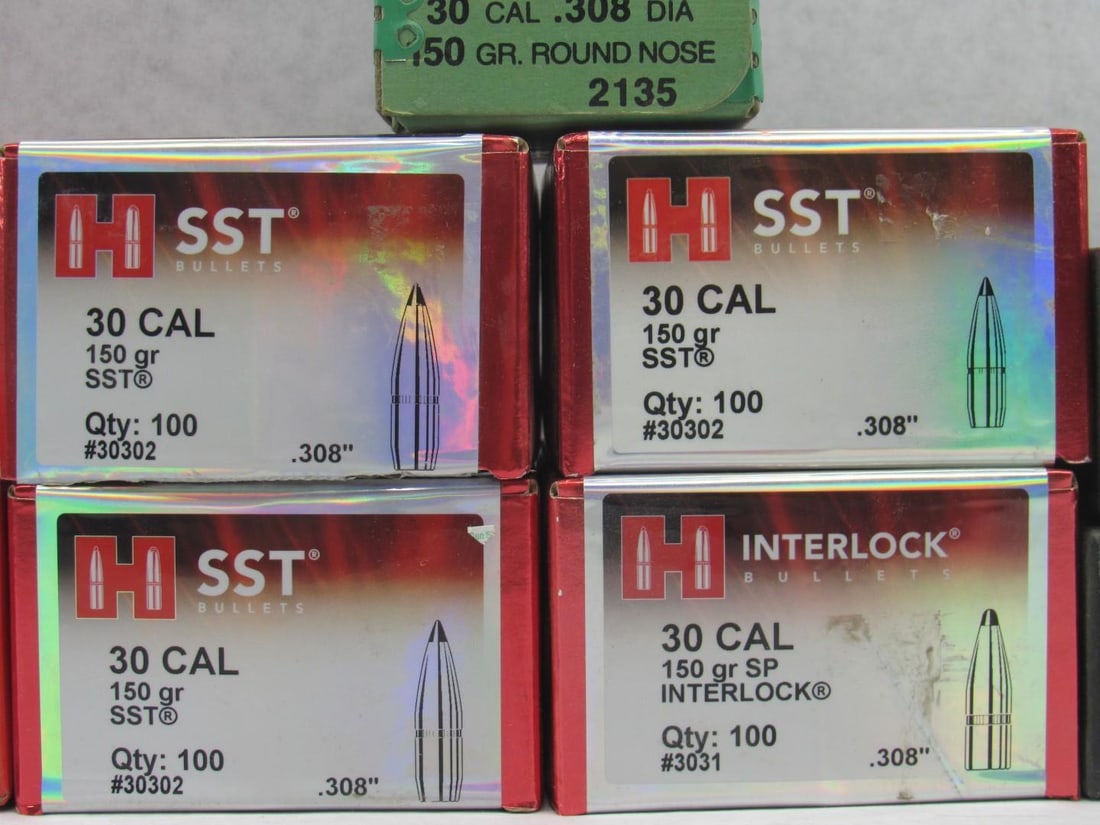 30 CAL .308 DIA
150 GR. ROUND NOSE
2135
H SST®
BULLETS
30 CAL
150 gr
SST®
Qty: 100
#30302
.308"
H SST®
BULLETS
30 CAL
150 gr
SST®
Qty: 100
#30302
.308"
H SST®
BULLETS
30 CAL
150 gr
SST®
Qty: 100
#30302
.308"
H INTERLOCK®
BULLETS
30 CAL
150 gr SP
INTERLOCK®
Qty: 100
#3031
.308"